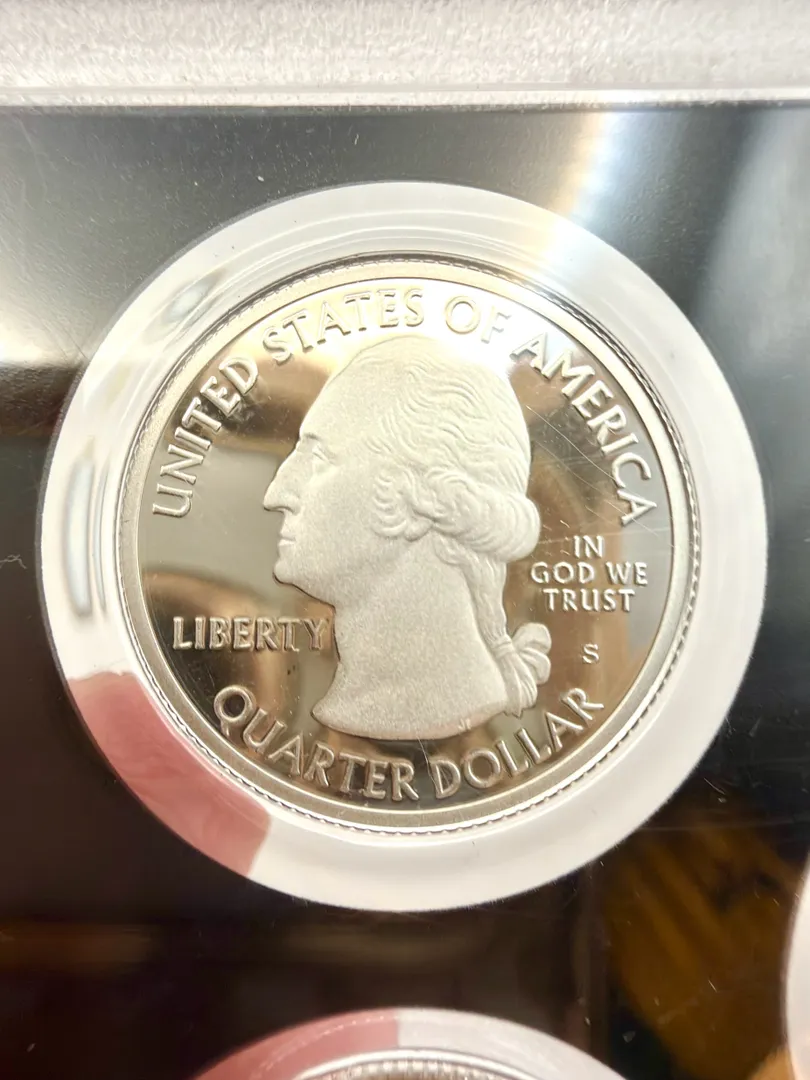 UNITED STATES OF AMERICA
IN
GOD WE
TRUST
LIBERTY
S
QUARTER DOLLAR